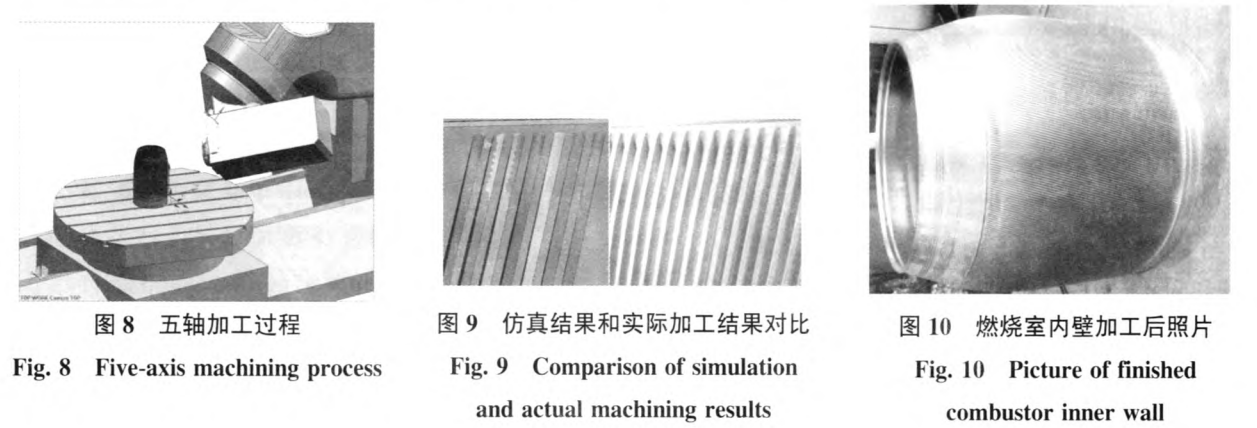 图 8 五轴加工过程
Fig. 8 Five-axis machining process
图 9 仿真结果和实际加工结果对比
Fig. 9 Comparison of simulation
and actual machining results
图 10 燃烧室内壁加工后照片
Fig. 10 Picture of finished
combustor inner wall